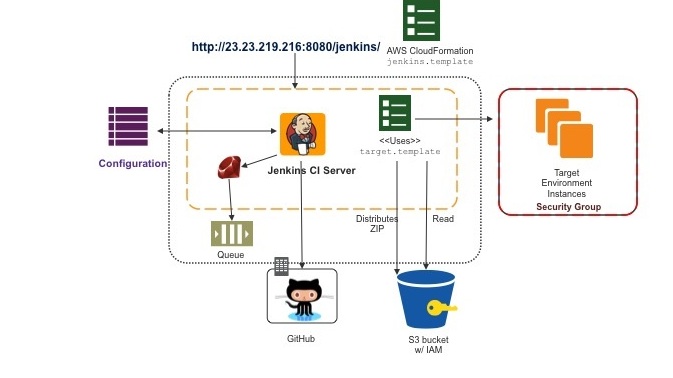 http://23.23.219.216:8080/jenkins/
AWS CloudFormation
jenkins.template
Configuration
Jenkins CI Server
<<Uses>>
target.template
Target
Environment
Instances
Security Group
Distributes
ZIP
Read
Queue
GitHub
S3 bucket
w/ IAM